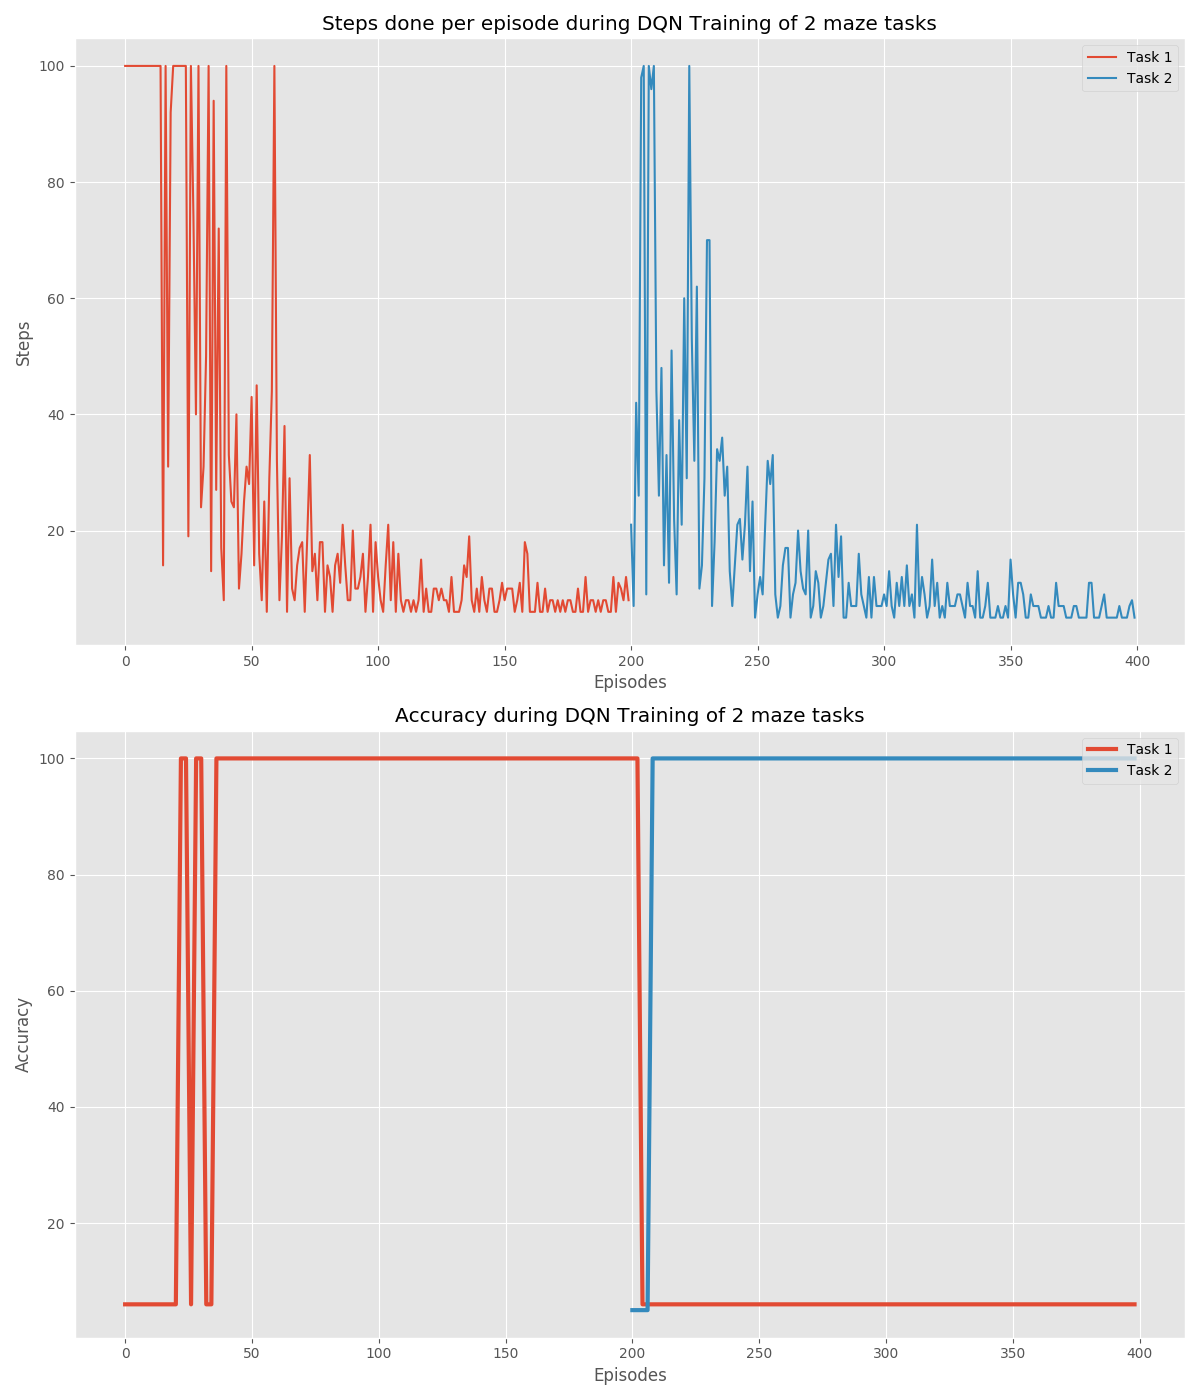 Steps done per episode during DQN Training of 2 maze tasks
Task 1
Task 2
100
80
60
40
20
Steps
0 50 100 150 200 250 300 350 400
Episodes
Accuracy during DQN Training of 2 maze tasks
Task 1
Task 2
100
80
60
40
20
Accuracy
0 50 100 150 200 250 300 350 400
Episodes